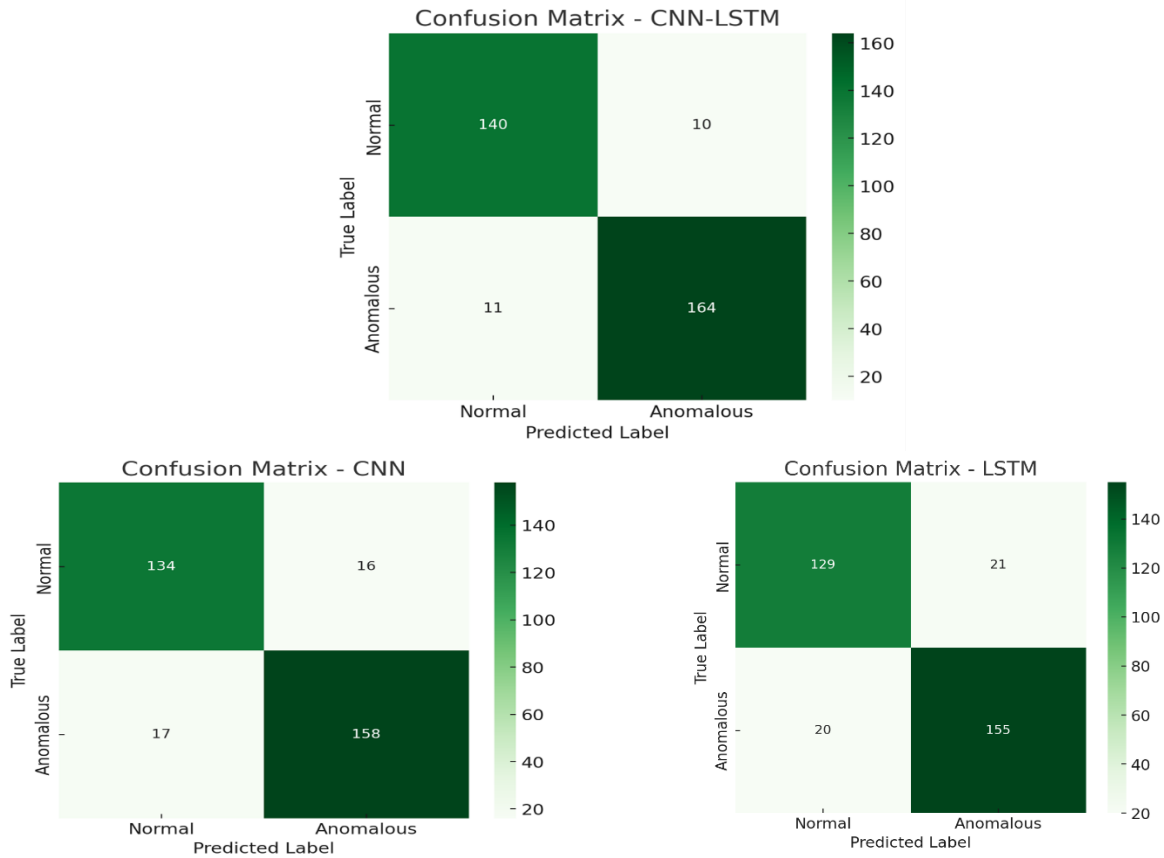 Confusion Matrix - CNN-LSTM
True Label
Normal
Anomalous
140
10
11
164
Normal
Anomalous
Predicted Label
160
140
120
100
80
60
40
20
Confusion Matrix - CNN
True Label
Normal
Anomalous
134
16
17
158
Normal
Anomalous
Predicted Label
140
120
100
80
60
40
20
Confusion Matrix - LSTM
True Label
Normal
Anomalous
129
21
20
155
Normal
Anomalous
Predicted Label
140
120
100
80
60
40
20